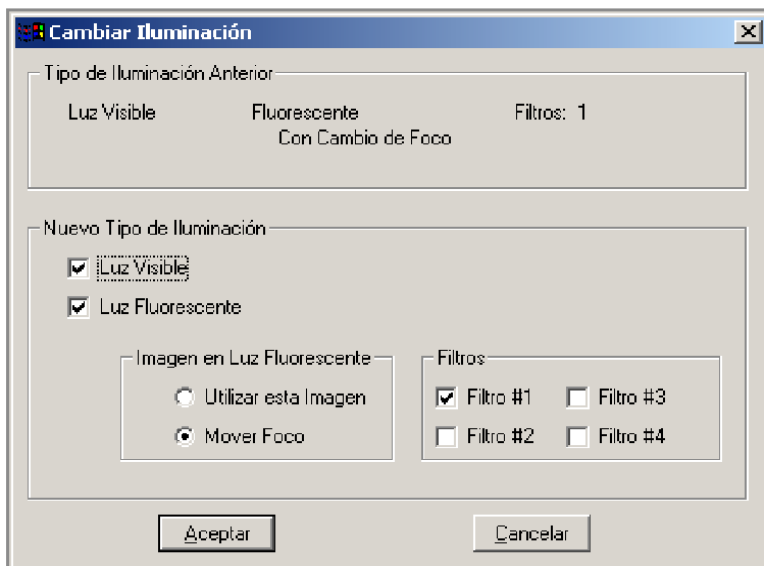 Cambiar Iluminación
Tipo de Iluminación Anterior
Luz Visible Fluorescente Filtros: 1
Con Cambio de Foco
Nuevo Tipo de Iluminación
Luz Visible
Luz Fluorescente
Imagen en Luz Fluorescente Filtros
Utilizar esta Imagen Filtro #1 Filtro #3
Mover Foco Filtro #2 Filtro #4
Aceptar Cancelar